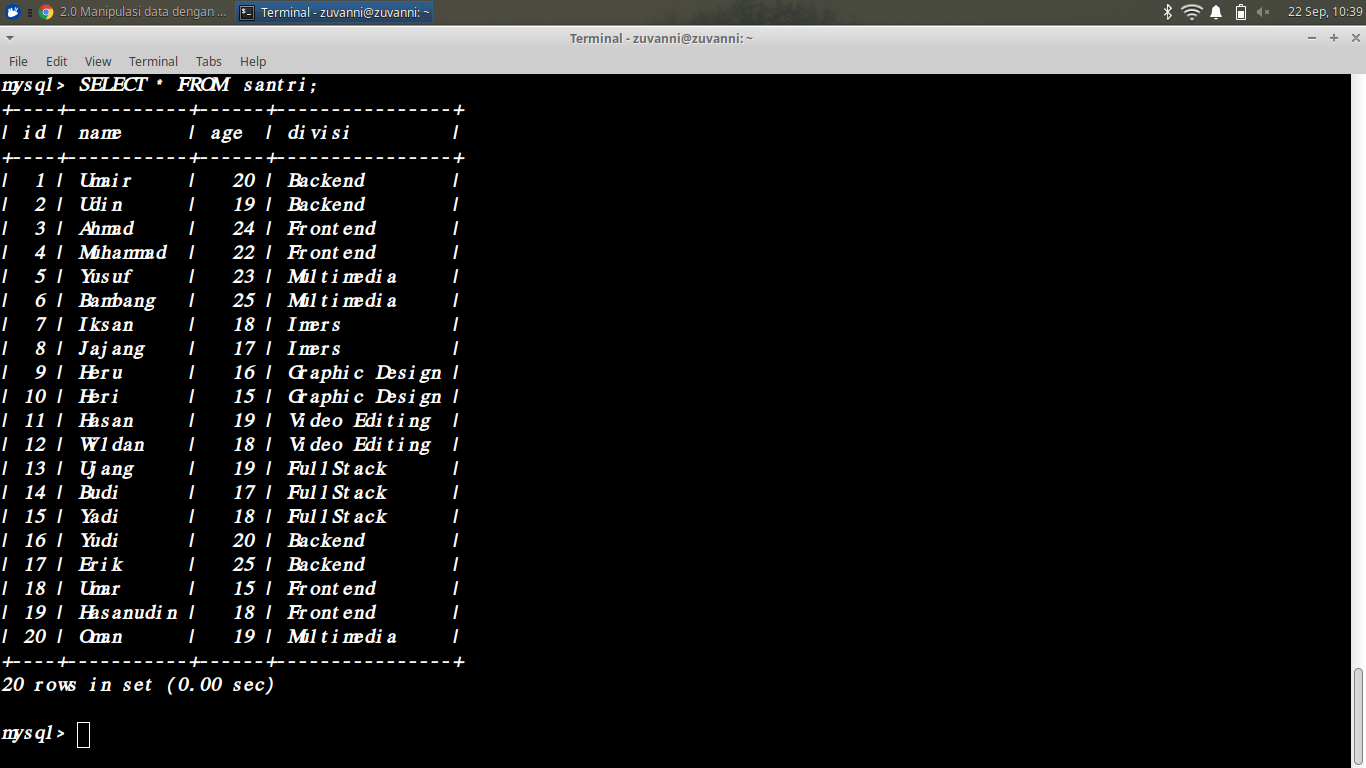 2.0 Manipulasi data dengan ... Terminal - zuvanni@zuvanni: ~ 22 Sep, 10:39
Terminal - zuvanni@zuvanni: ~
File Edit View Terminal Tabs Help
mysql> SELECT * FROM santri;
+----+-----------+------+----------------+
| id | name      | age  | divisi         |
+----+-----------+------+----------------+
|  1 | Umair     |   20 | Backend        |
|  2 | Udin      |   19 | Backend        |
|  3 | Ahmad     |   24 | Frontend       |
|  4 | Muhammad  |   22 | Frontend       |
|  5 | Yusuf     |   23 | Multimedia     |
|  6 | Bambang   |   25 | Multimedia     |
|  7 | Iksan     |   18 | Imers          |
|  8 | Jajang    |   17 | Imers          |
|  9 | Heru      |   16 | Graphic Design |
| 10 | Heri      |   15 | Graphic Design |
| 11 | Hasan     |   19 | Video Editing  |
| 12 | Wildan    |   18 | Video Editing  |
| 13 | Ujang     |   19 | FullStack      |
| 14 | Budi      |   17 | FullStack      |
| 15 | Yadi      |   18 | FullStack      |
| 16 | Yudi      |   20 | Backend        |
| 17 | Erik      |   25 | Backend        |
| 18 | Umar      |   15 | Frontend       |
| 19 | Hasanudin |   18 | Frontend       |
| 20 | Oman      |   19 | Multimedia     |
+----+-----------+------+----------------+
20 rows in set (0.00 sec)
mysql>